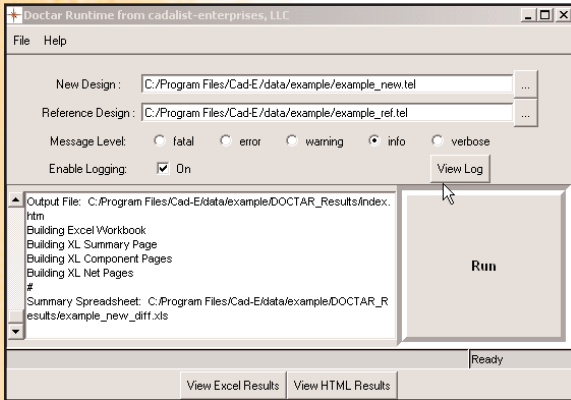 Doctar Runtime from cadalist-enterprises, LLC
File Help
New Design : C:/Program Files/Cad-E/data/example/example_new.tel ...
Reference Design : C:/Program Files/Cad-E/data/example/example_ref.tel ...
Message Level: fatal error warning info verbose
Enable Logging: On View Log
Output File: C:/Program Files/Cad-E/data/example/DOCTAR_Results/index.
htm
Building Excel Workbook
Building XL Summary Page
Building XL Component Pages
Building XL Net Pages
#
Summary Spreadsheet: C:/Program Files/Cad-E/data/example/DOCTAR_R
esults/example_new_diff.xls
Run
Ready
View Excel Results View HTML Results